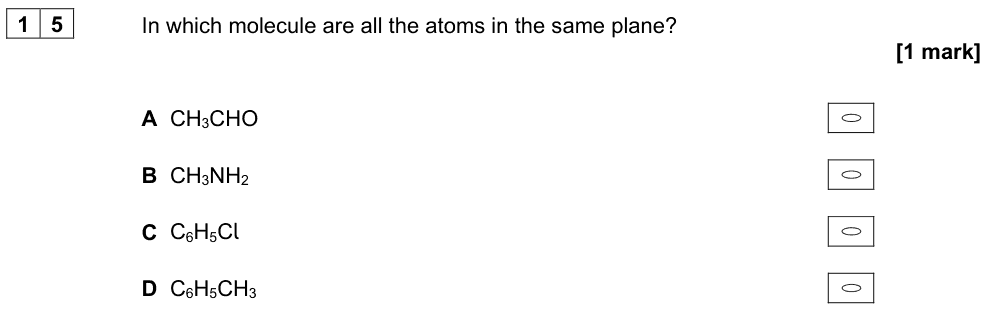 1 5 In which molecule are all the atoms in the same plane?
[1 mark]
A CH₃CHO
B CH₃NH₂
C C₆H₅Cl
D C₆H₅CH₃